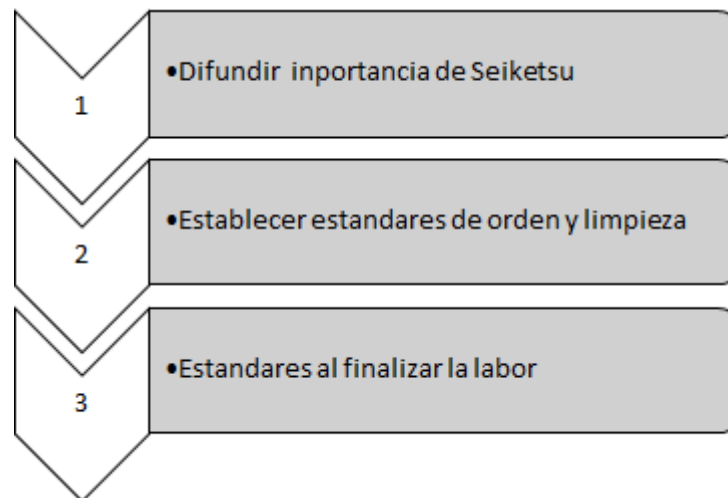 1
•Difundir inportancia de Seiketsu
2
•Establecer estandares de orden y limpieza
3
•Estandares al finalizar la labor